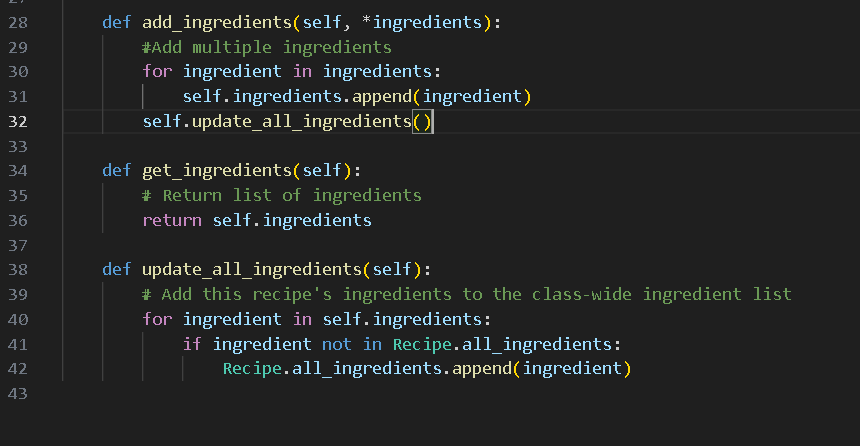 28 def add_ingredients(self, *ingredients):
29 #Add multiple ingredients
30 for ingredient in ingredients:
31 self.ingredients.append(ingredient)
32 self.update_all_ingredients()
33
34 def get_ingredients(self):
35 # Return list of ingredients
36 return self.ingredients
37
38 def update_all_ingredients(self):
39 # Add this recipe's ingredients to the class-wide ingredient list
40 for ingredient in self.ingredients:
41 if ingredient not in Recipe.all_ingredients:
42 Recipe.all_ingredients.append(ingredient)
43